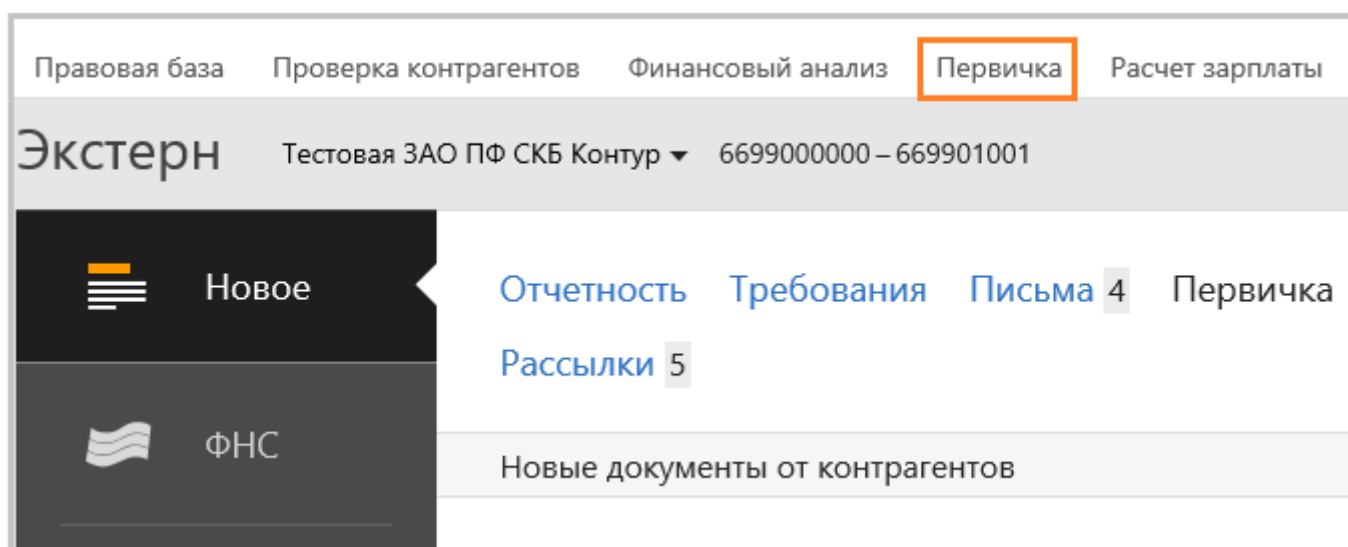 Правовая база Проверка контрагентов Финансовый анализ Первичка Расчет зарплаты
Экстерн Тестовая ЗАО ПФ СКБ Контур 6699000000 – 669901001
Новое
Отчетность Требования Письма 4 Первичка
Рассылки 5
ФНС
Новые документы от контрагентов